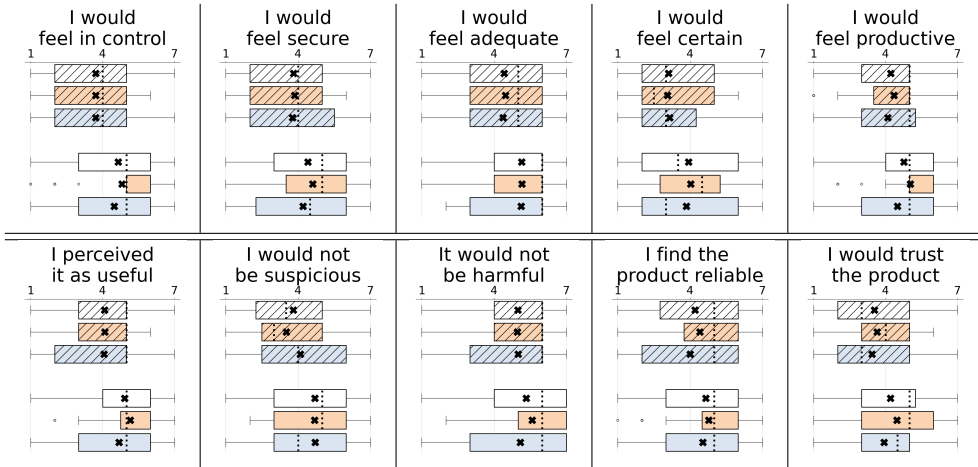 I would
feel in control
1 4 7
I would
feel secure
1 4 7
I would
feel adequate
1 4 7
I would
feel certain
1 4 7
I would
feel productive
1 4 7
I perceived
it as useful
1 4 7
I would not
be suspicious
1 4 7
It would not
be harmful
1 4 7
I find the
product reliable
1 4 7
I would trust
the product
1 4 7